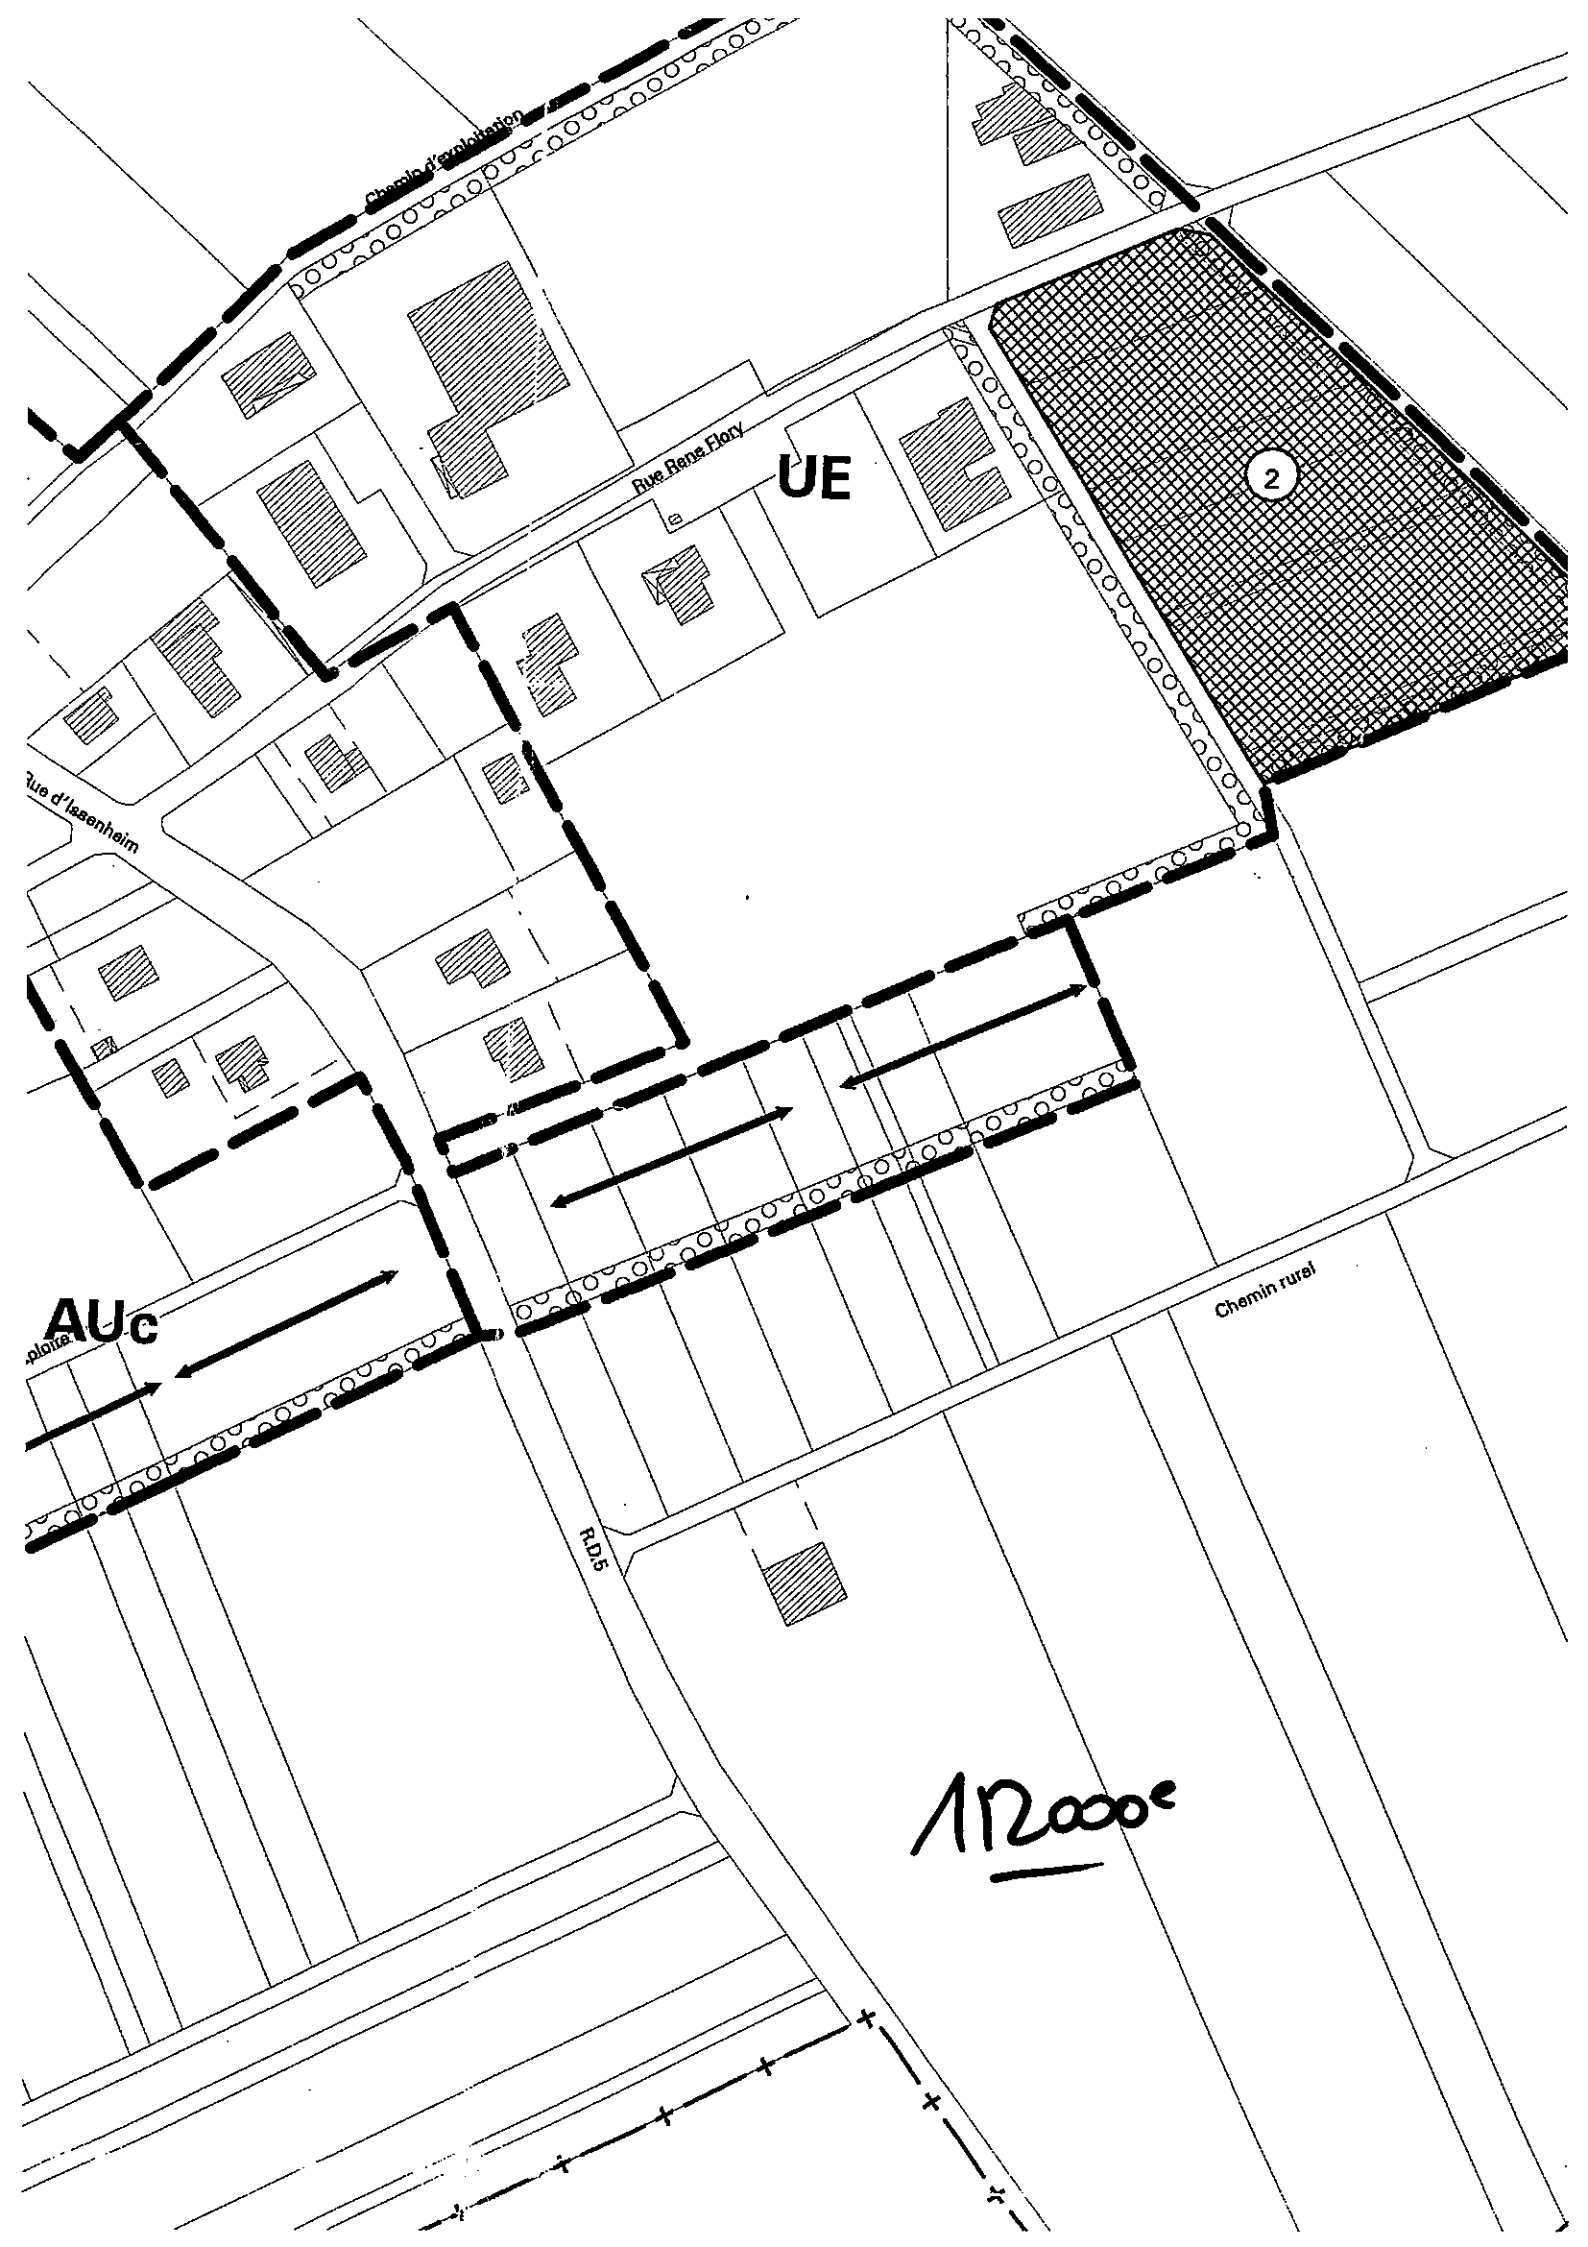 Chemin d'exploitation
Rue Rene Flory
UE
2
Rue d'Issenheim
AUc
Chemin rural
R.D.5
1/2000e